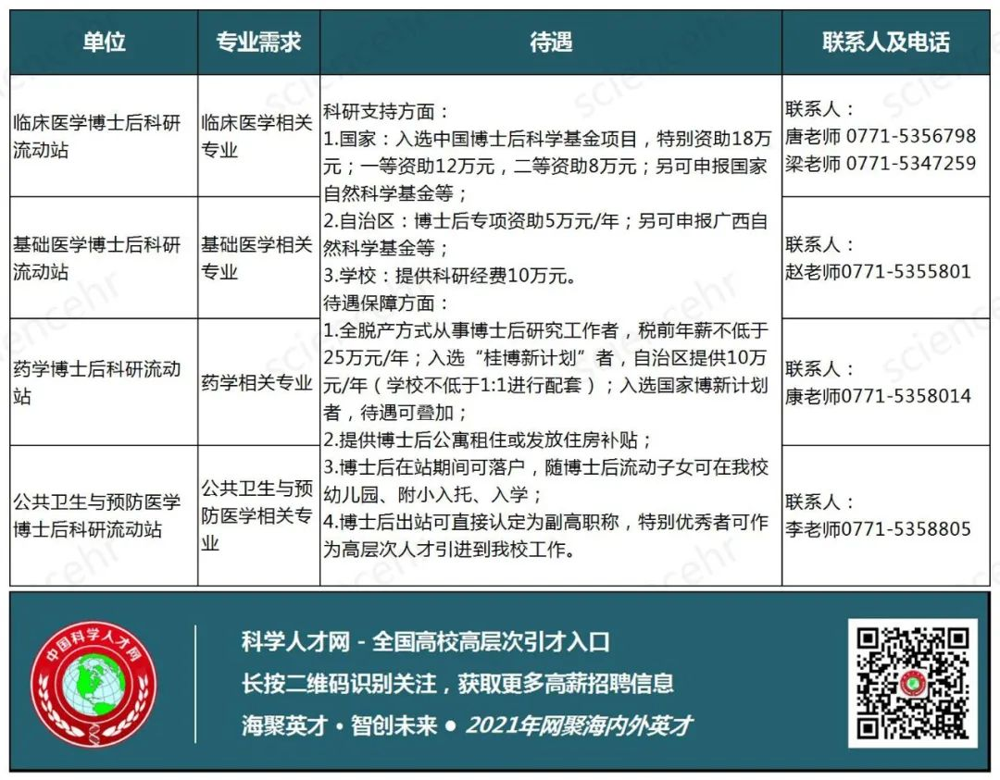 单位
专业需求
待遇
联系人及电话
临床医学博士后科研
流动站
临床医学相关
专业
科研支持方面：
1.国家：入选中国博士后科学基金项目，特别资助18万
元；一等资助12万元，二等资助8万元；另可申报国家
自然科学基金等；
2.自治区：博士后专项资助5万元/年；另可申报广西自
然科学基金等；
3.学校：提供科研经费10万元。
待遇保障方面：
1.全脱产方式从事博士后研究工作者，税前年薪不低于
25万元/年；入选“桂博新计划”者，自治区提供10万
元/年（学校不低于1:1进行配套）；入选国家博新计划
者，待遇可叠加；
2.提供博士后公寓租住或发放住房补贴；
3.博士后在站期间可落户，随博士后流动子女可在我校
幼儿园、附小入托、入学；
4.博士后出站可直接认定为副高职称，特别优秀者可作
为高层次人才引进到我校工作。
联系人：
唐老师 0771-5356798
梁老师 0771-5347259
基础医学博士后科研
流动站
基础医学相关
专业
联系人：
赵老师0771-5355801
药学博士后科研流动
站
药学相关专业
联系人：
康老师0771-5358014
公共卫生与预防医学
博士后科研流动站
公共卫生与预
防医学相关专
业
联系人：
李老师0771-5358805
中国科学人才网
科学人才网 - 全国高校高层次引才入口
长按二维码识别关注，获取更多高薪招聘信息
海聚英才 • 智创未来 ● 2021年网聚海内外英才
sciencehr